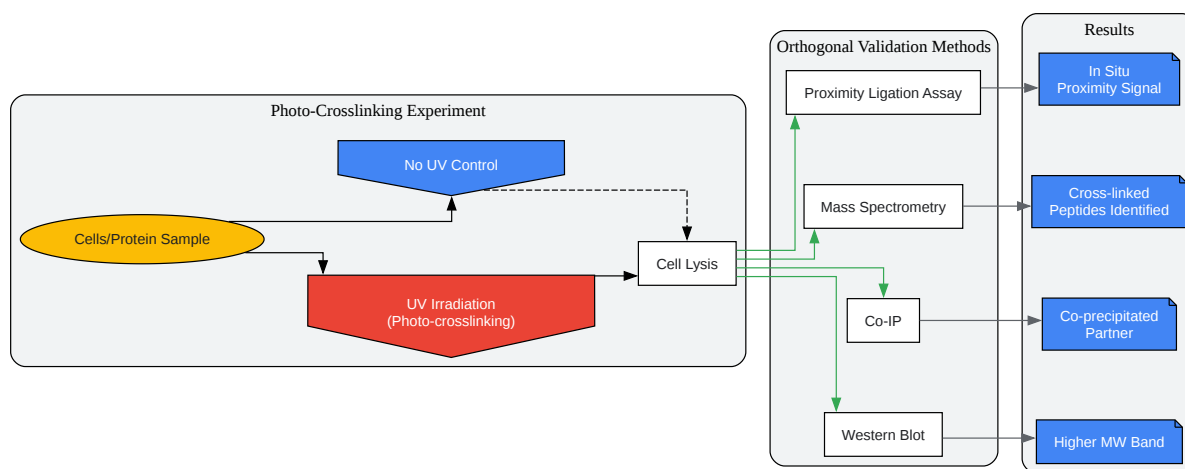 Photo-Crosslinking Experiment
Cells/Protein Sample
No UV Control
UV Irradiation
(Photo-crosslinking)
Cell Lysis
Orthogonal Validation Methods
Proximity Ligation Assay
Mass Spectrometry
Co-IP
Western Blot
Results
In Situ
Proximity Signal
Cross-linked
Peptides Identified
Co-precipitated
Partner
Higher MW Band